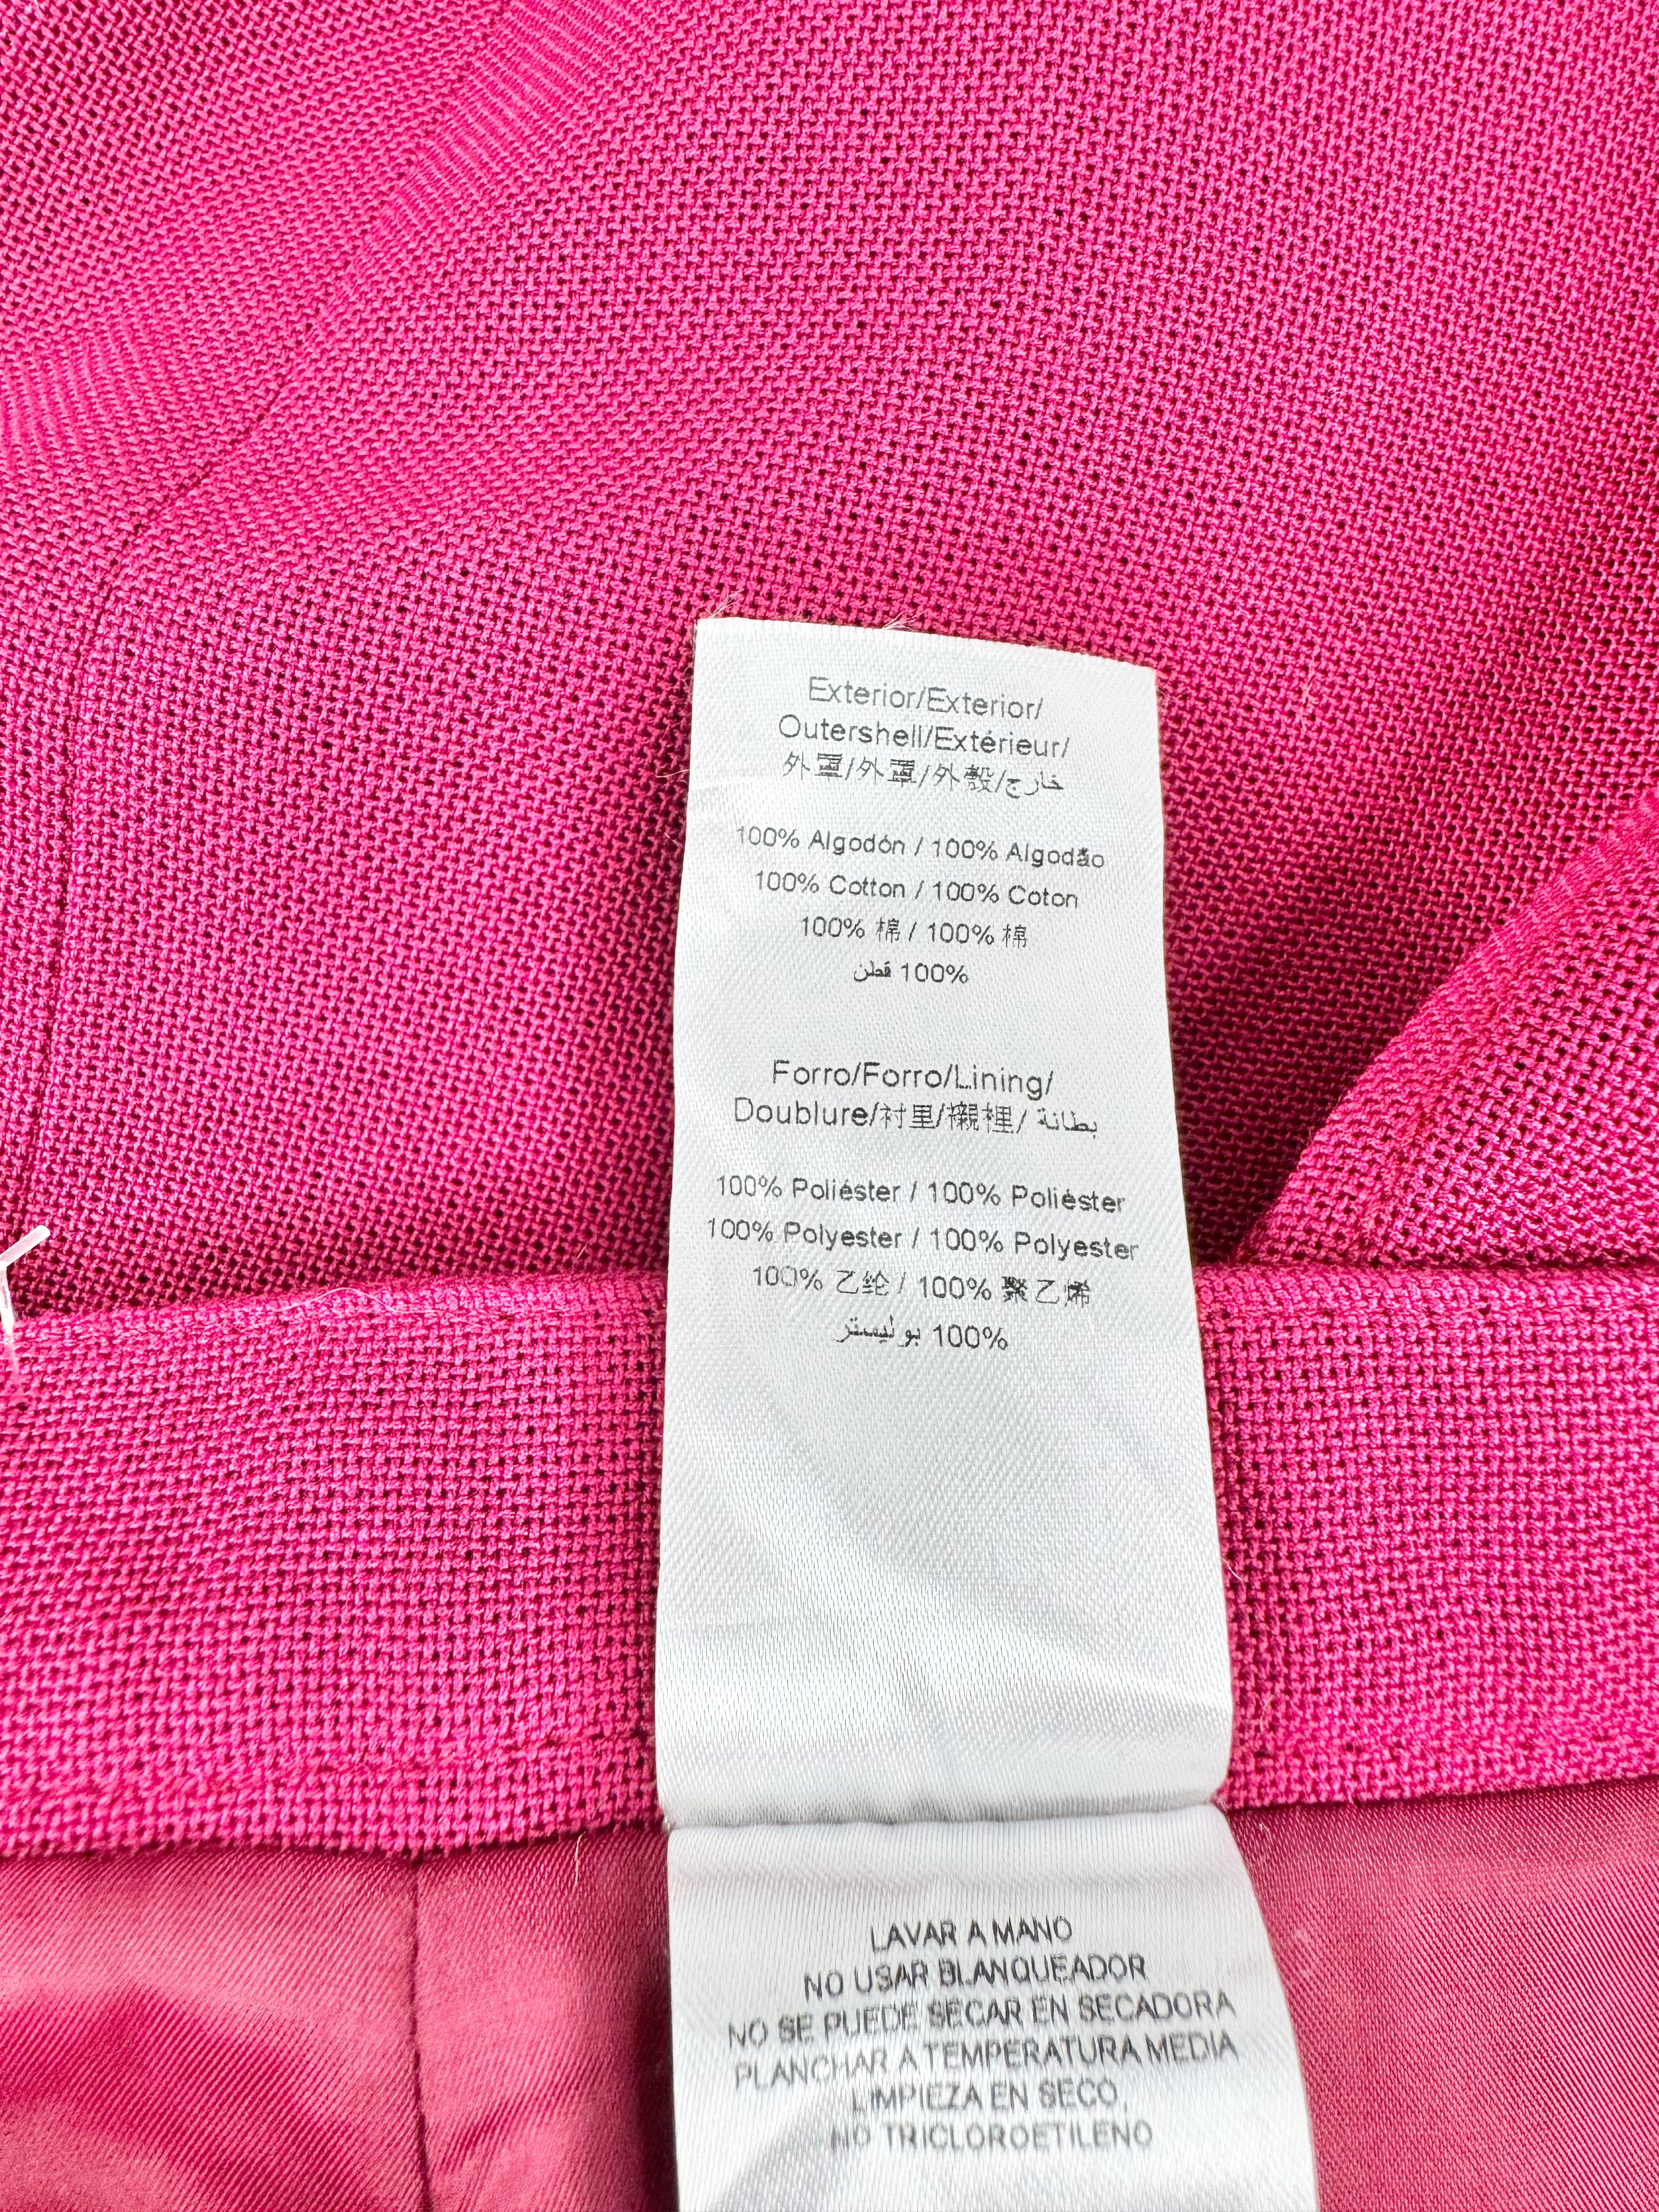 Exterior/Exterior/
Outershell/Extérieur/
外罩/外罩/外殼/خارج
100% Algodón / 100% Algodão
100% Cotton / 100% Coton
100% 棉 / 100% 棉
100% قطن
Forro/Forro/Lining/
Doublure/衬里/襯裡/ بطانة
100% Poliéster / 100% Poliéster
100% Polyester / 100% Polyester
100% 乙纶 / 100% 聚乙烯
100% بوليستر
LAVAR A MANO
NO USAR BLANQUEADOR
NO SE PUEDE SECAR EN SECADORA
PLANCHAR A TEMPERATURA MEDIA
LIMPIEZA EN SECO,
NO TRICLOROETILENO